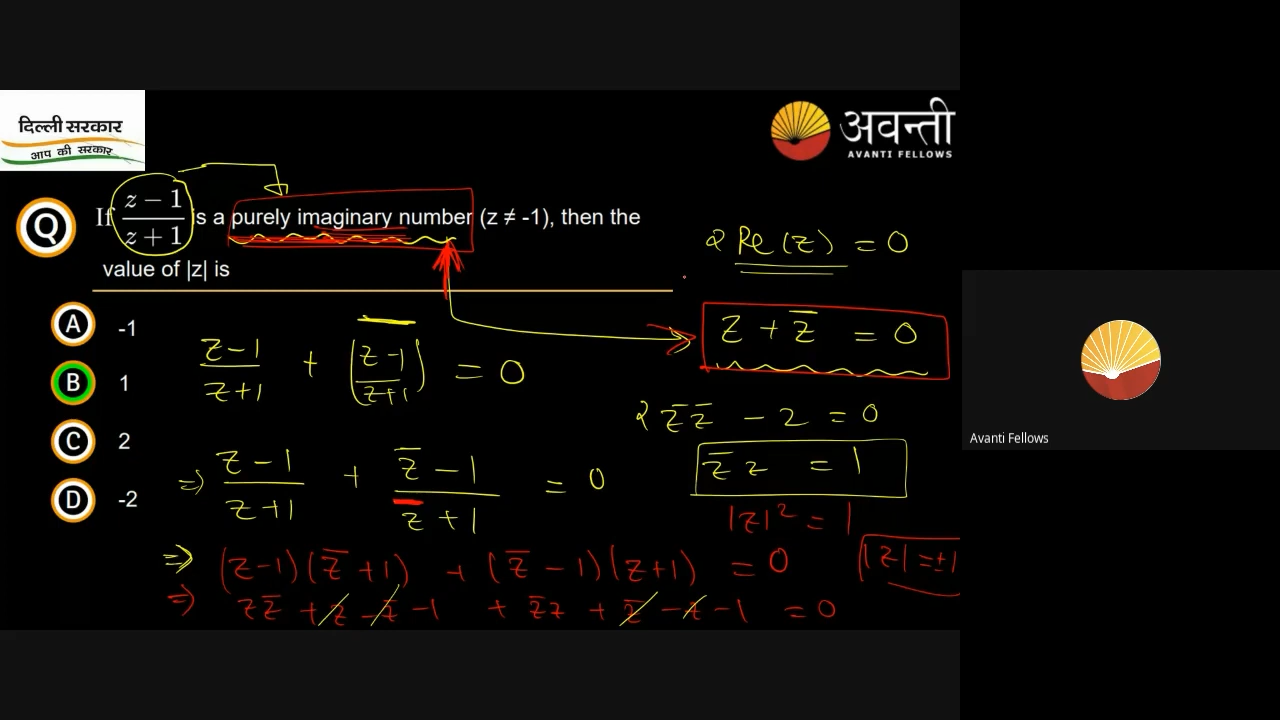 दिल्ली सरकार
आप की सरकार
अवन्ती
AVANTI FELLOWS
Q
If (z − 1)/(z + 1) is a purely imaginary number (z ≠ -1), then the
value of |z| is
A -1
B 1
C 2
D -2
2 Re(z) = 0
z + z̅ = 0
(z-1)/(z+1) + \overline{((z-1)/(z+1))} = 0
2 z̅ z̅ - 2 = 0
z̅ z = 1
|z|² = 1
|z| = ±1
=> (z-1)/(z+1) + (z̅-1)/(z̅+1) = 0
=> (z-1)(z̅+1) + (z̅-1)(z+1) = 0
=> zz̅ + z - z̅ - 1 + z̅z + z̅ - z - 1 = 0
Avanti Fellows